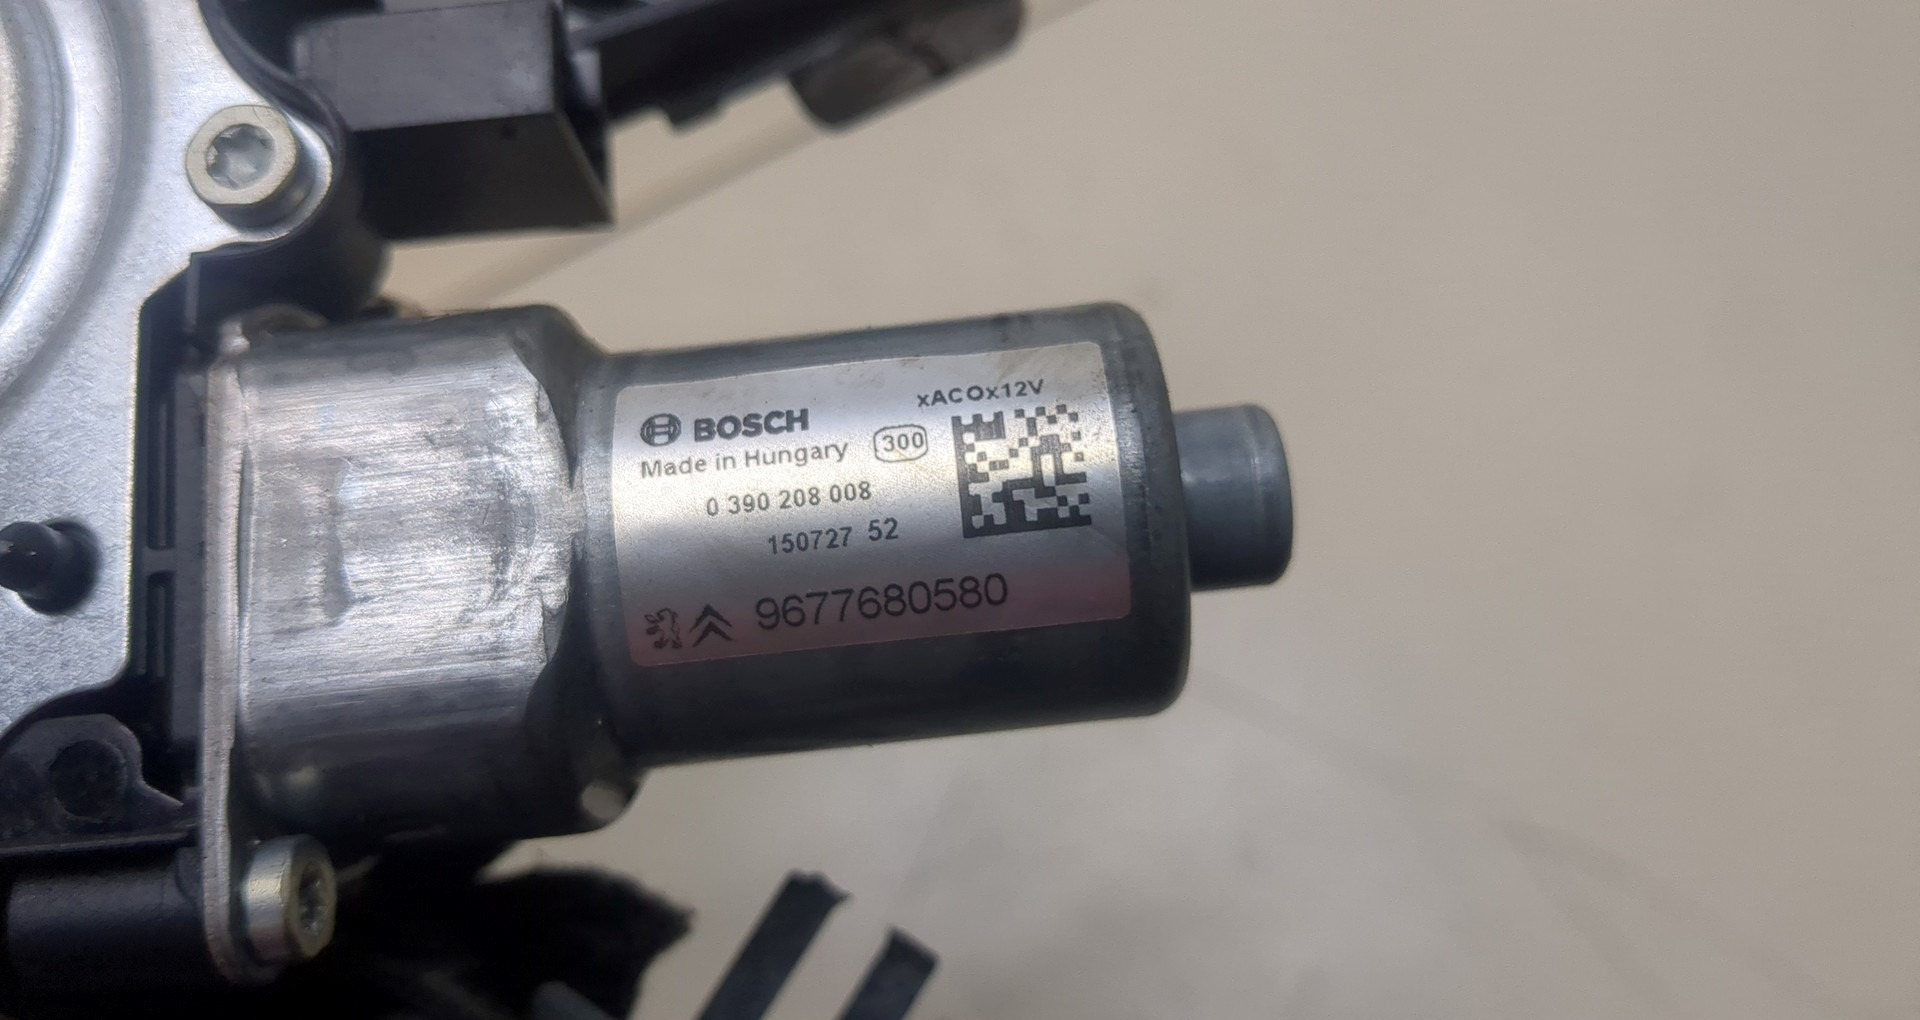 BOSCH
xACOx12V
Made in Hungary 300
0 390 208 008
150727 52
9677680580